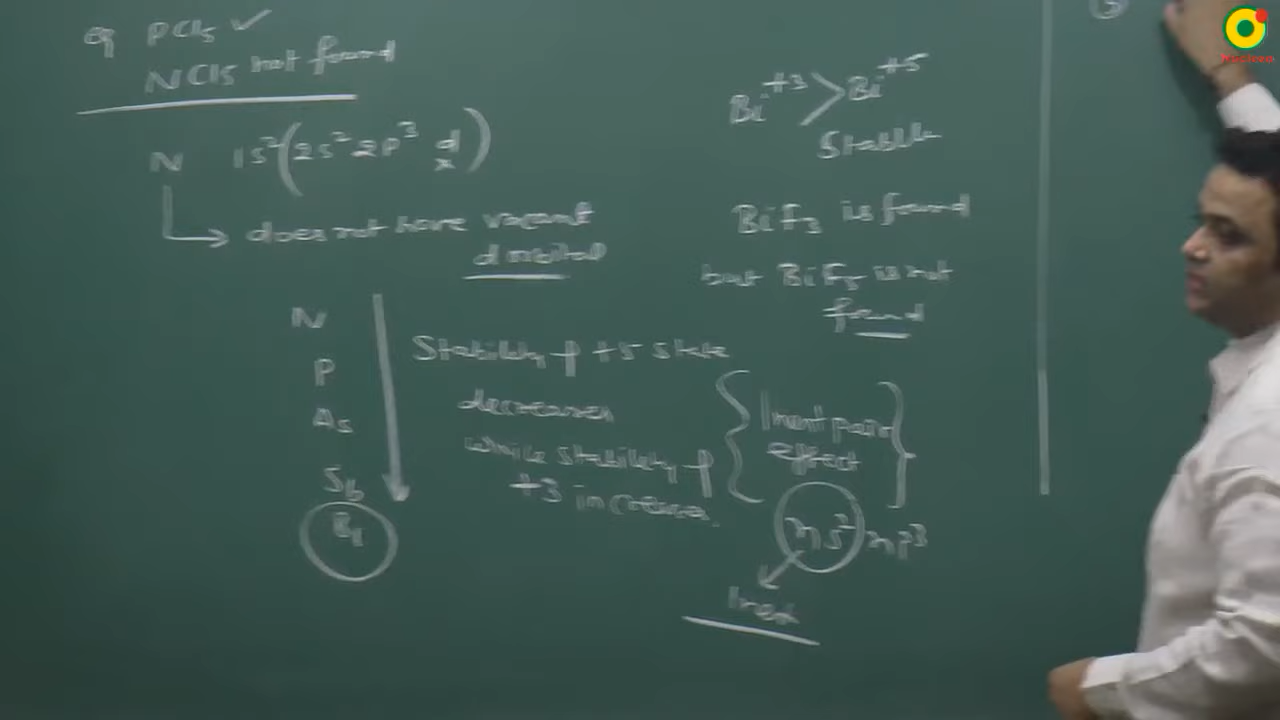 eg PCl5 ✓
NCl5 not found
N 1s² (2s² 2p³ d x)
does not have vacant
d orbital
N
P
As
Sb
Bi
Stability of +5 state
decreases
while stability of
+3 increases.
Inert pair
effect
ns² np³
Inert
Bi⁺³ > Bi⁺⁵
Stable
BiF3 is found
but BiF5 is not
found